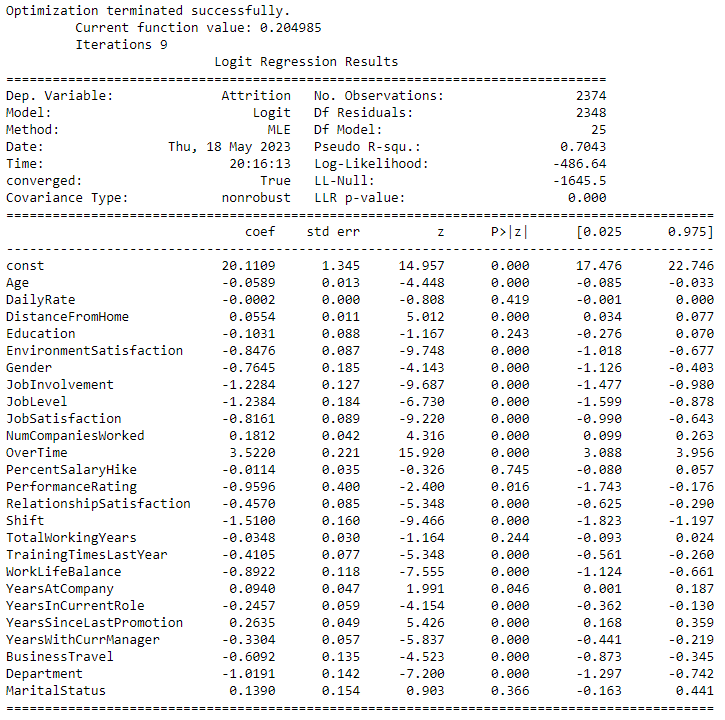 Optimization terminated successfully.
         Current function value: 0.204985
         Iterations 9
                           Logit Regression Results
==============================================================================
Dep. Variable:              Attrition   No. Observations:                 2374
Model:                          Logit   Df Residuals:                     2348
Method:                           MLE   Df Model:                           25
Date:                Thu, 18 May 2023   Pseudo R-squ.:                  0.7043
Time:                        20:16:13   Log-Likelihood:                -486.64
converged:                       True   LL-Null:                       -1645.5
Covariance Type:            nonrobust   LLR p-value:                     0.000
============================================================================================
                               coef    std err          z      P>|z|      [0.025      0.975]
--------------------------------------------------------------------------------------------
const                       20.1109      1.345     14.957      0.000      17.476      22.746
Age                         -0.0589      0.013     -4.448      0.000      -0.085      -0.033
DailyRate                   -0.0002      0.000     -0.808      0.419      -0.001       0.000
DistanceFromHome             0.0554      0.011      5.012      0.000       0.034       0.077
Education                   -0.1031      0.088     -1.167      0.243      -0.276       0.070
EnvironmentSatisfaction     -0.8476      0.087     -9.748      0.000      -1.018      -0.677
Gender                      -0.7645      0.185     -4.143      0.000      -1.126      -0.403
JobInvolvement              -1.2284      0.127     -9.687      0.000      -1.477      -0.980
JobLevel                    -1.2384      0.184     -6.730      0.000      -1.599      -0.878
JobSatisfaction             -0.8161      0.089     -9.220      0.000      -0.990      -0.643
NumCompaniesWorked           0.1812      0.042      4.316      0.000       0.099       0.263
OverTime                     3.5220      0.221     15.920      0.000       3.088       3.956
PercentSalaryHike           -0.0114      0.035     -0.326      0.745      -0.080       0.057
PerformanceRating           -0.9596      0.400     -2.400      0.016      -1.743      -0.176
RelationshipSatisfaction    -0.4570      0.085     -5.348      0.000      -0.625      -0.290
Shift                       -1.5100      0.160     -9.466      0.000      -1.823      -1.197
TotalWorkingYears           -0.0348      0.030     -1.164      0.244      -0.093       0.024
TrainingTimesLastYear       -0.4105      0.077     -5.348      0.000      -0.561      -0.260
WorkLifeBalance             -0.8922      0.118     -7.555      0.000      -1.124      -0.661
YearsAtCompany               0.0940      0.047      1.991      0.046       0.001       0.187
YearsInCurrentRole          -0.2457      0.059     -4.154      0.000      -0.362      -0.130
YearsSinceLastPromotion      0.2635      0.049      5.426      0.000       0.168       0.359
YearsWithCurrManager        -0.3304      0.057     -5.837      0.000      -0.441      -0.219
BusinessTravel              -0.6092      0.135     -4.523      0.000      -0.873      -0.345
Department                  -1.0191      0.142     -7.200      0.000      -1.297      -0.742
MaritalStatus                0.1390      0.154      0.903      0.366      -0.163       0.441
============================================================================================